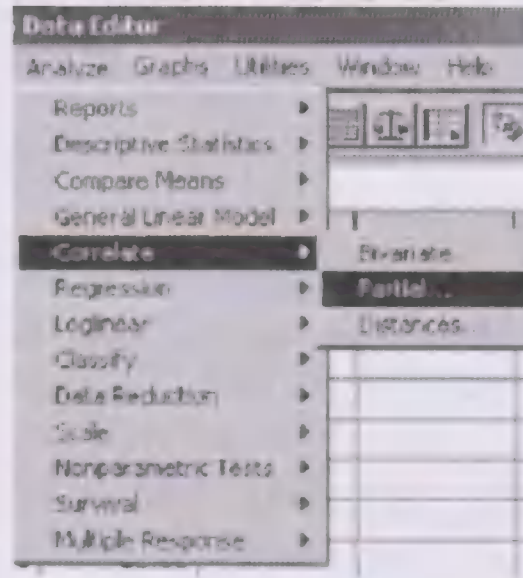 Data Editor
Analyze Graphs Utilities Window Help
Reports
Descriptive Statistics
Compare Means
General Linear Model
Correlate
Bivariate...
Regression
Partial...
Loglinear
Distances...
Classify
Data Reduction
Scale
Nonparametric Tests
Survival
Multiple Response